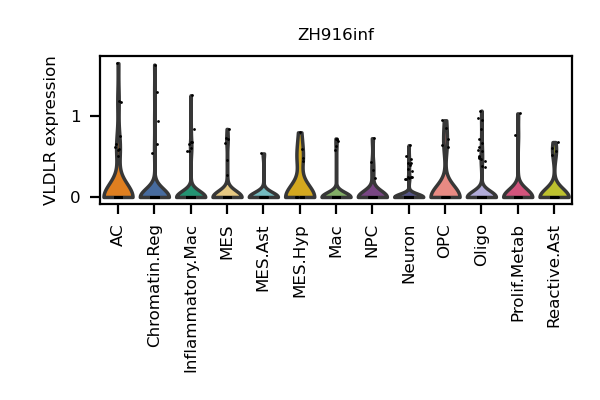 ZH916inf
VLDLR expression
1
0
AC
Chromatin.Reg
Inflammatory.Mac
MES
MES.Ast
MES.Hyp
Mac
NPC
Neuron
OPC
Oligo
Prolif.Metab
Reactive.Ast